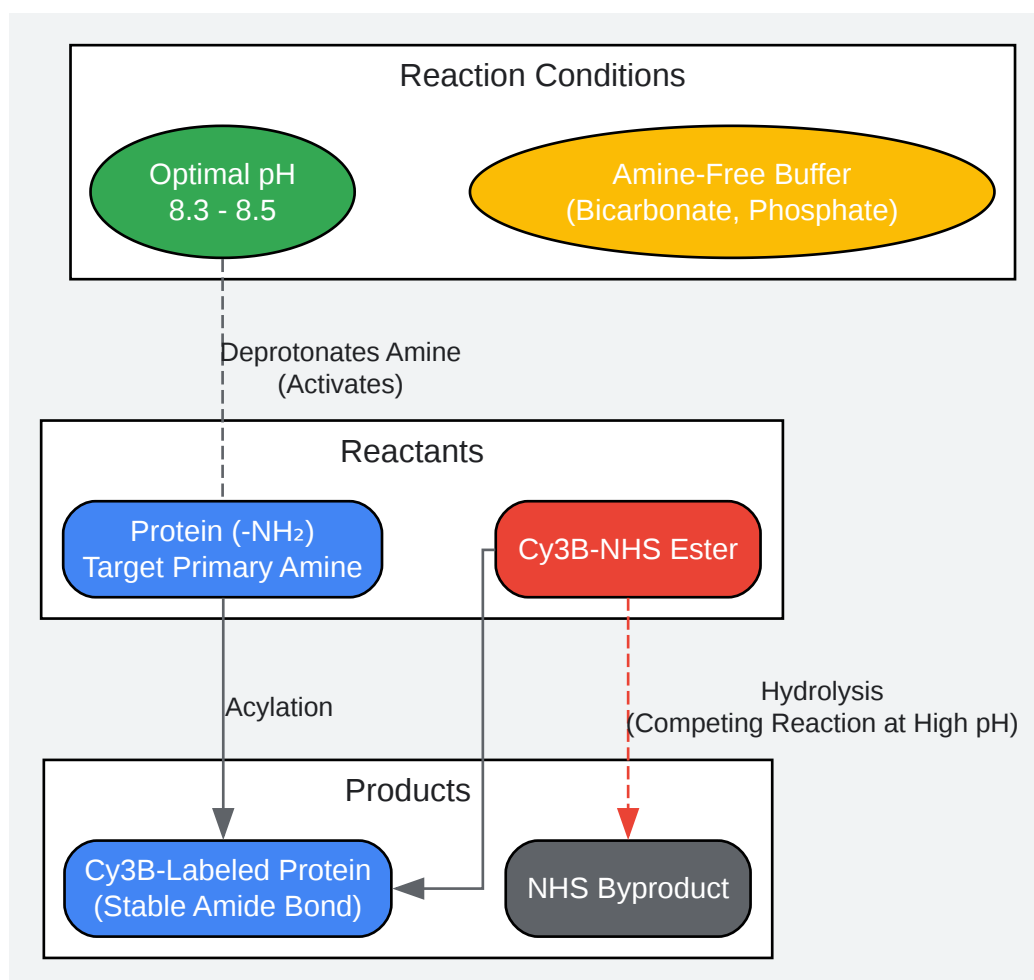 Reaction Conditions
Optimal pH
8.3 - 8.5
Amine-Free Buffer
(Bicarbonate, Phosphate)
Deprotonates Amine
(Activates)
Reactants
Protein (-NH₂)
Target Primary Amine
Cy3B-NHS Ester
Acylation
Hydrolysis
(Competing Reaction at High pH)
Products
Cy3B-Labeled Protein
(Stable Amide Bond)
NHS Byproduct